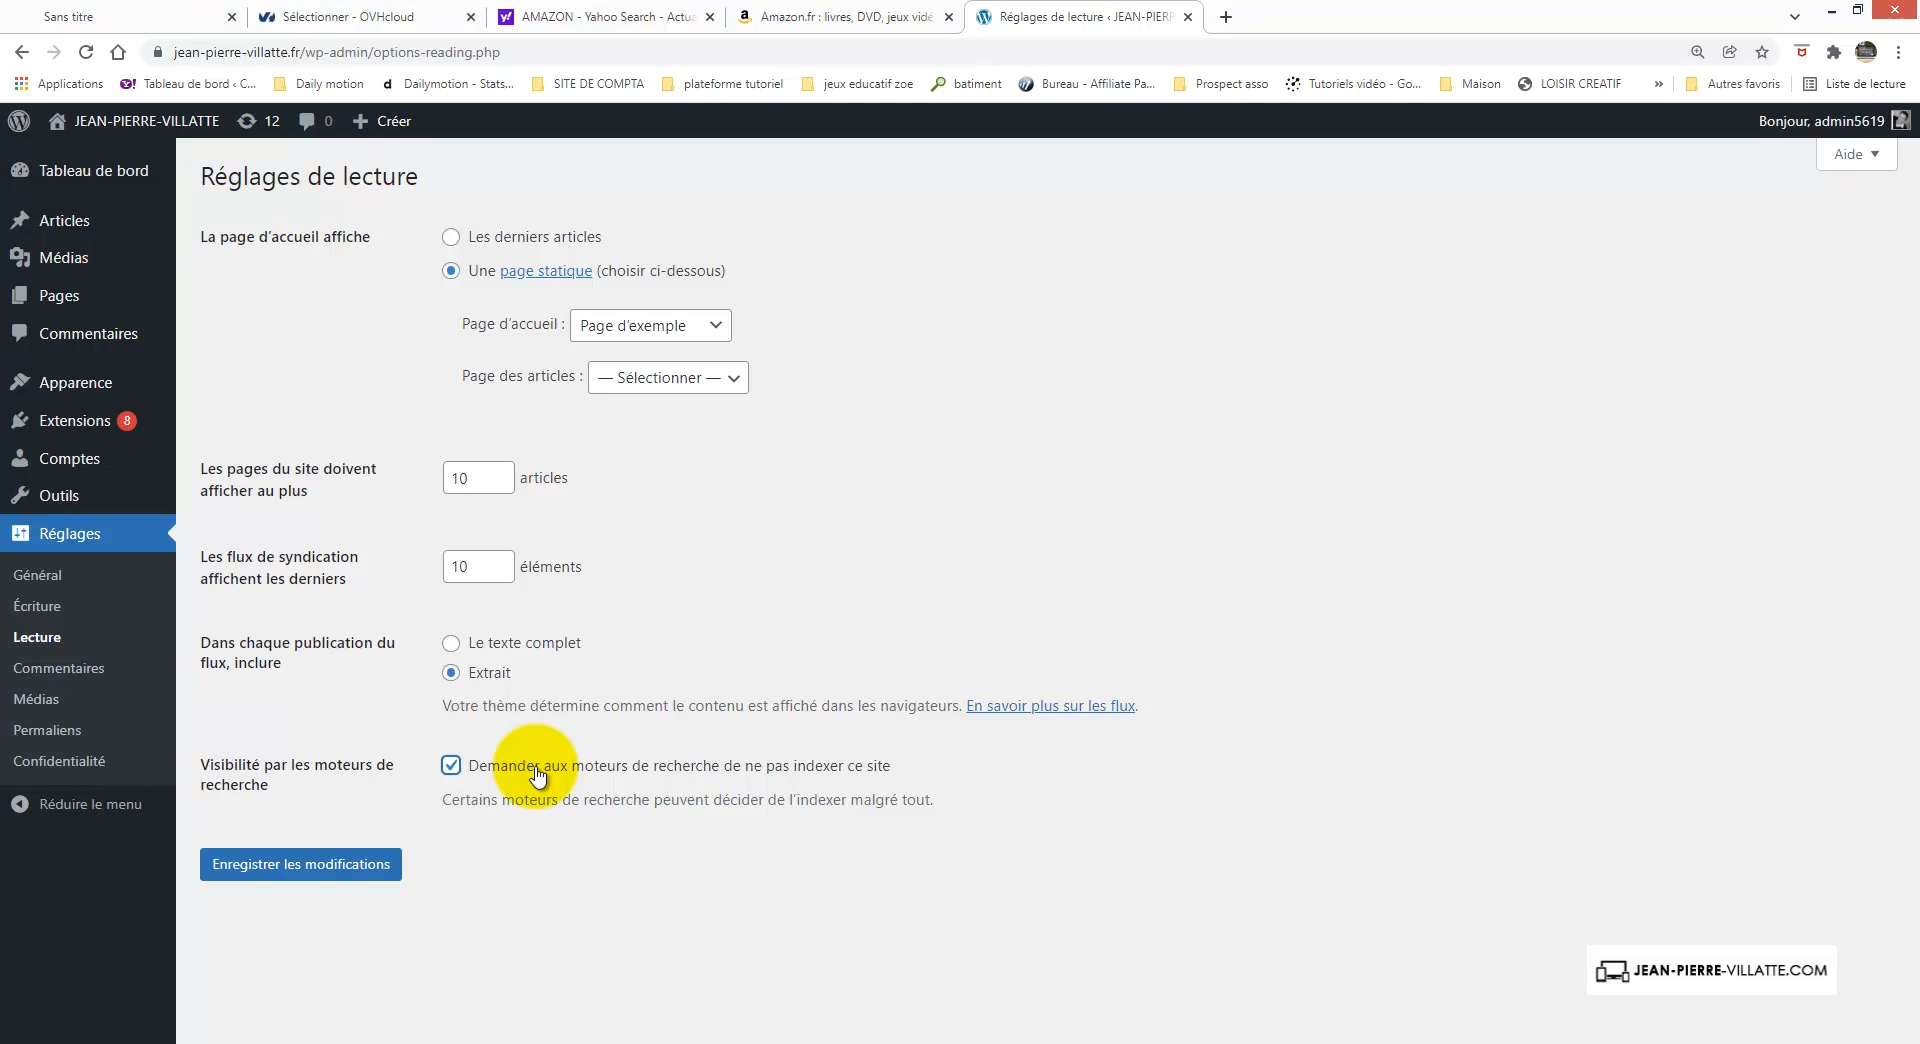 Sans titre
Sélectionner - OVHcloud
AMAZON - Yahoo Search - Actua
Amazon.fr : livres, DVD, jeux vidé
Réglages de lecture ‹ JEAN-PIERR
jean-pierre-villatte.fr/wp-admin/options-reading.php
Applications
Tableau de bord ‹ C...
Daily motion
Dailymotion - Stats...
SITE DE COMPTA
plateforme tutoriel
jeux educatif zoe
batiment
Bureau - Affiliate Pa...
Prospect asso
Tutoriels vidéo - Go...
Maison
LOISIR CREATIF
»
Autres favoris
Liste de lecture
JEAN-PIERRE-VILLATTE
12
0
Créer
Bonjour, admin5619
Aide
Tableau de bord
Articles
Médias
Pages
Commentaires
Apparence
Extensions 8
Comptes
Outils
Réglages
Général
Écriture
Lecture
Commentaires
Médias
Permaliens
Confidentialité
Réduire le menu
Réglages de lecture
La page d’accueil affiche
Les derniers articles
Une page statique (choisir ci-dessous)
Page d’accueil : Page d’exemple
Page des articles : — Sélectionner —
Les pages du site doivent
afficher au plus
10 articles
Les flux de syndication
affichent les derniers
10 éléments
Dans chaque publication du
flux, inclure
Le texte complet
Extrait
Votre thème détermine comment le contenu est affiché dans les navigateurs. En savoir plus sur les flux.
Visibilité par les moteurs de
recherche
Demander aux moteurs de recherche de ne pas indexer ce site
Certains moteurs de recherche peuvent décider de l’indexer malgré tout.
Enregistrer les modifications
JEAN-PIERRE-VILLATTE.COM